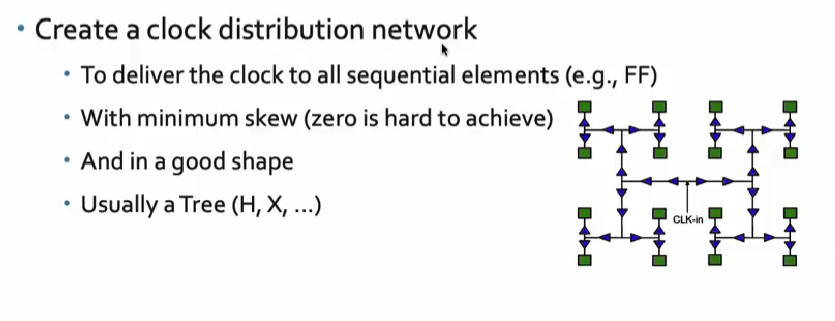 • Create a clock distribution network
• To deliver the clock to all sequential elements (e.g., FF)
• With minimum skew (zero is hard to achieve)
• And in a good shape
• Usually a Tree (H, X, ...)
CLK-in